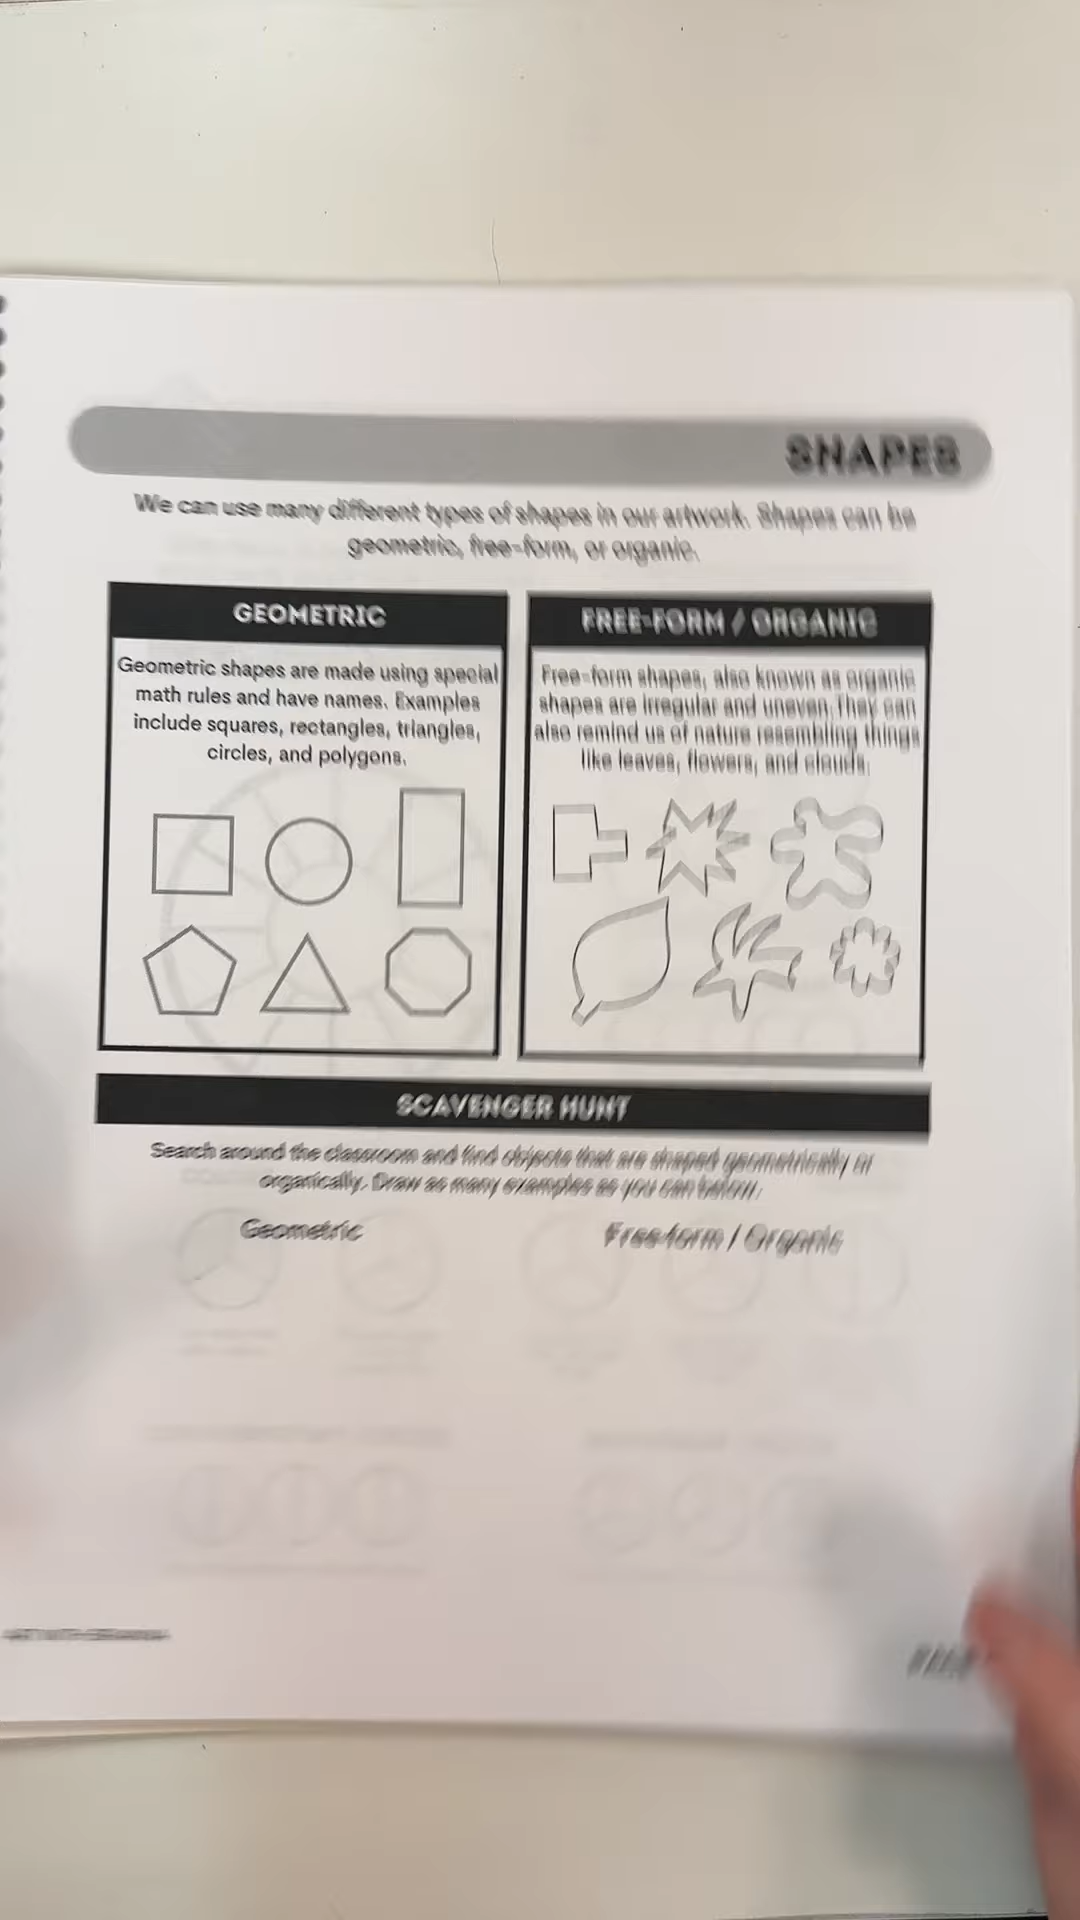 SHAPES
We can use many different types of shapes in our artwork. Shapes can be
geometric, free-form, or organic.
GEOMETRIC
Geometric shapes are made using special
math rules and have names. Examples
include squares, rectangles, triangles,
circles, and polygons.
FREE-FORM / ORGANIC
Free-form shapes, also known as organic
shapes are irregular and uneven. They can
also remind us of nature resembling things
like leaves, flowers, and clouds.
SCAVENGER HUNT
Search around the classroom and find objects that are shaped geometrically or
organically. Draw as many examples as you can below.
Geometric
Free-form / Organic